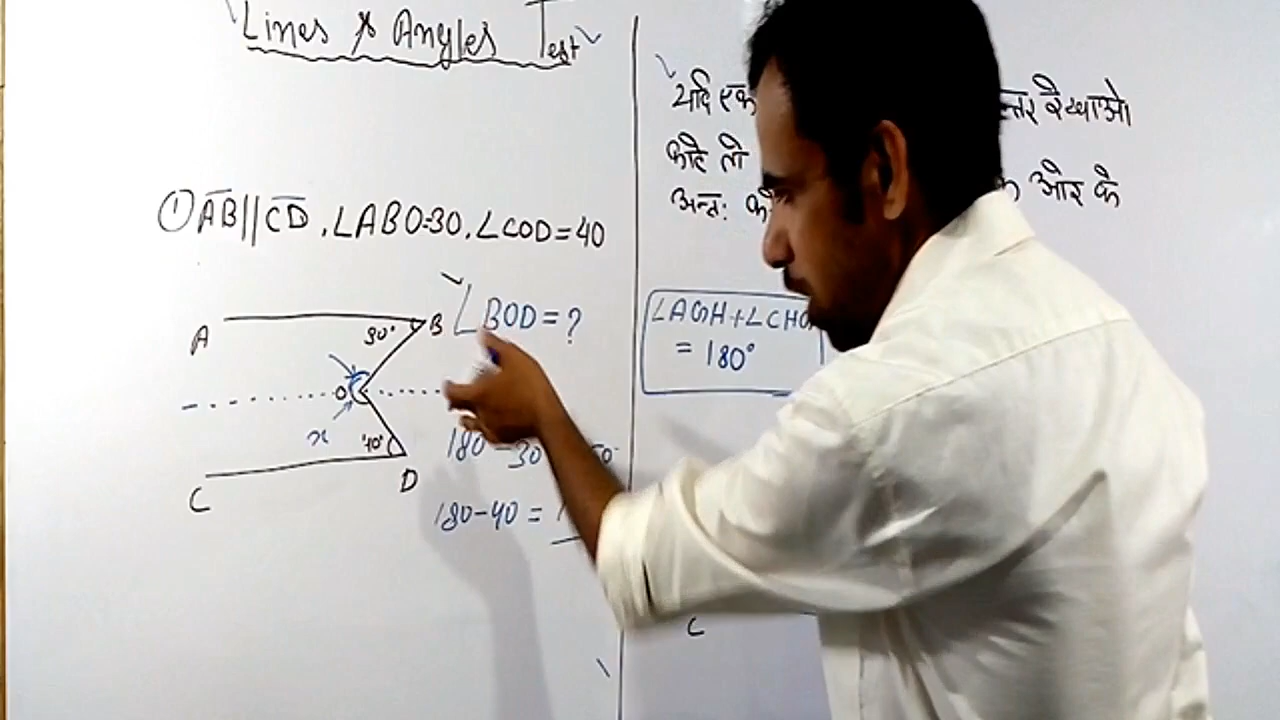 Lines & Angles Test
① AB || CD , ∠ABO=30, ∠COD = 40
∠BOD = ?
A
30°
B
O
x
40°
C
D
180-30
180-40 =
यदि एक
रेखाओ
काटे तो
अन्तः
ओर के
∠AGH + ∠CHG
= 180°
C